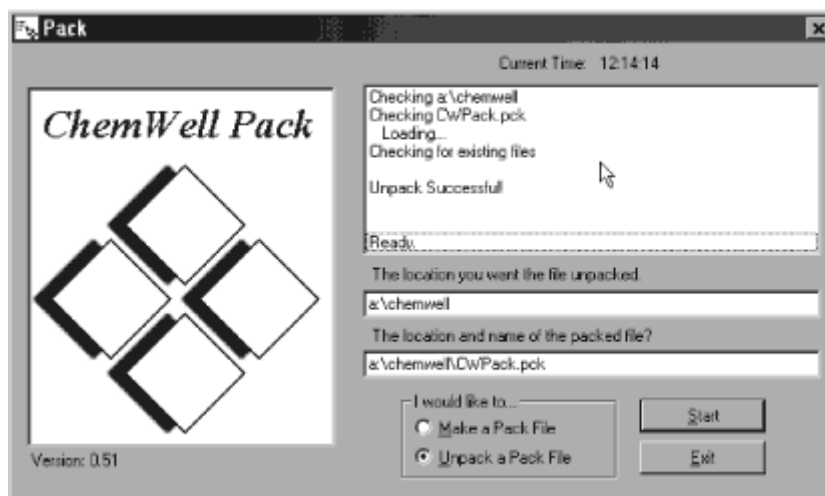 Pack
Current Time: 12:14:14
ChemWell Pack
Checking a:\chemwell
Checking CWPack.pck
Loading...
Checking for existing files
Unpack Successful!
Ready.
The location you want the file unpacked.
a:\chemwell
The location and name of the packed file?
a:\chemwell\CWPack.pck
I would like to...
Make a Pack File
Unpack a Pack File
Start
Exit
Version: 0.51